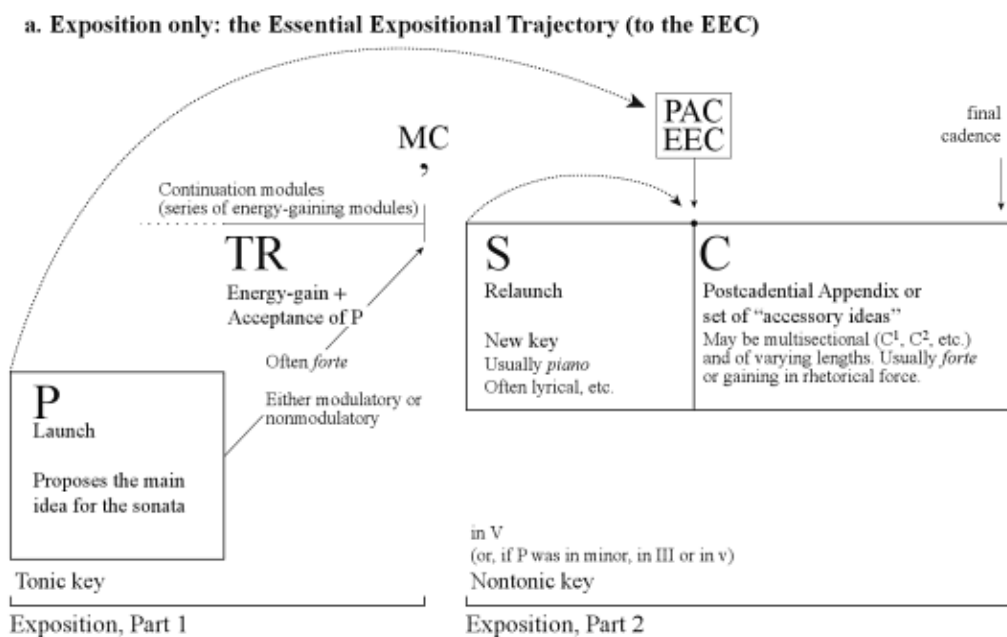 a. Exposition only: the Essential Expositional Trajectory (to the EEC)
PAC
EEC
final
cadence
MC
,
Continuation modules
(series of energy-gaining modules)
TR
Energy-gain +
Acceptance of P
Often forte
Either modulatory or
nonmodulatory
P
Launch
Proposes the main
idea for the sonata
S
Relaunch
New key
Usually piano
Often lyrical, etc.
C
Postcadential Appendix or
set of “accessory ideas”
May be multisectional (C¹, C², etc.)
and of varying lengths. Usually forte
or gaining in rhetorical force.
in V
(or, if P was in minor, in III or in v)
Tonic key
Nontonic key
Exposition, Part 1
Exposition, Part 2